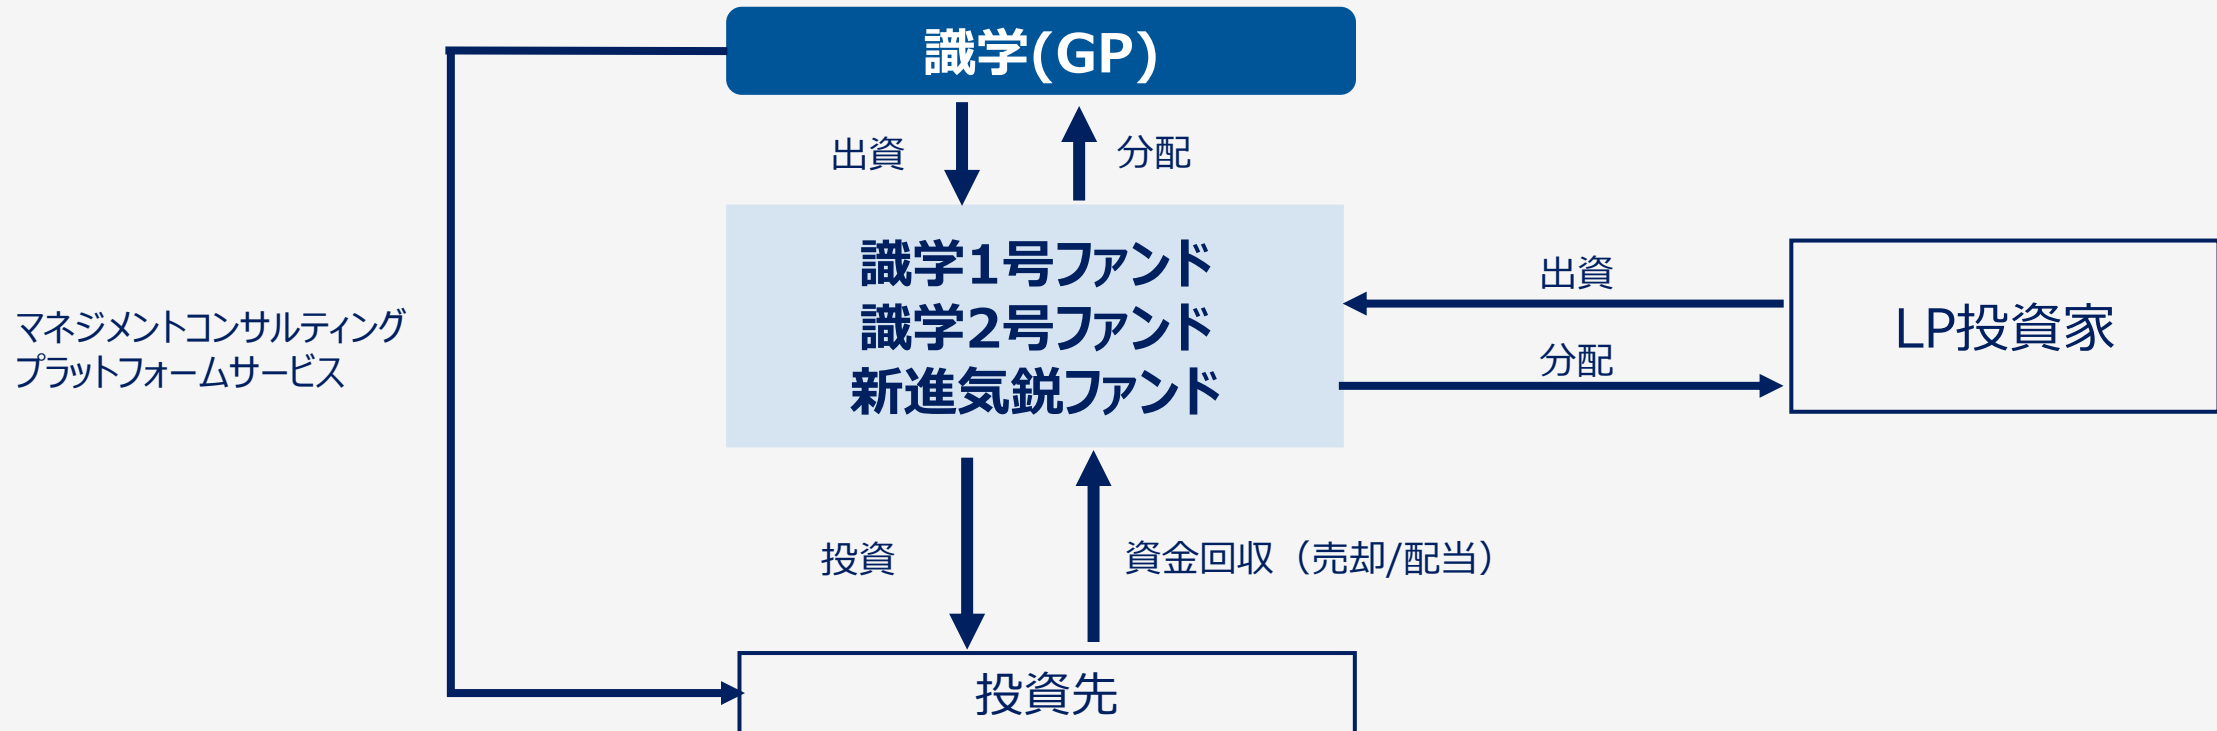 識学(GP)
出資
分配
識学1号ファンド
識学2号ファンド
新進気鋭ファンド
出資
分配
LP投資家
マネジメントコンサルティング
プラットフォームサービス
投資
資金回収（売却/配当）
投資先